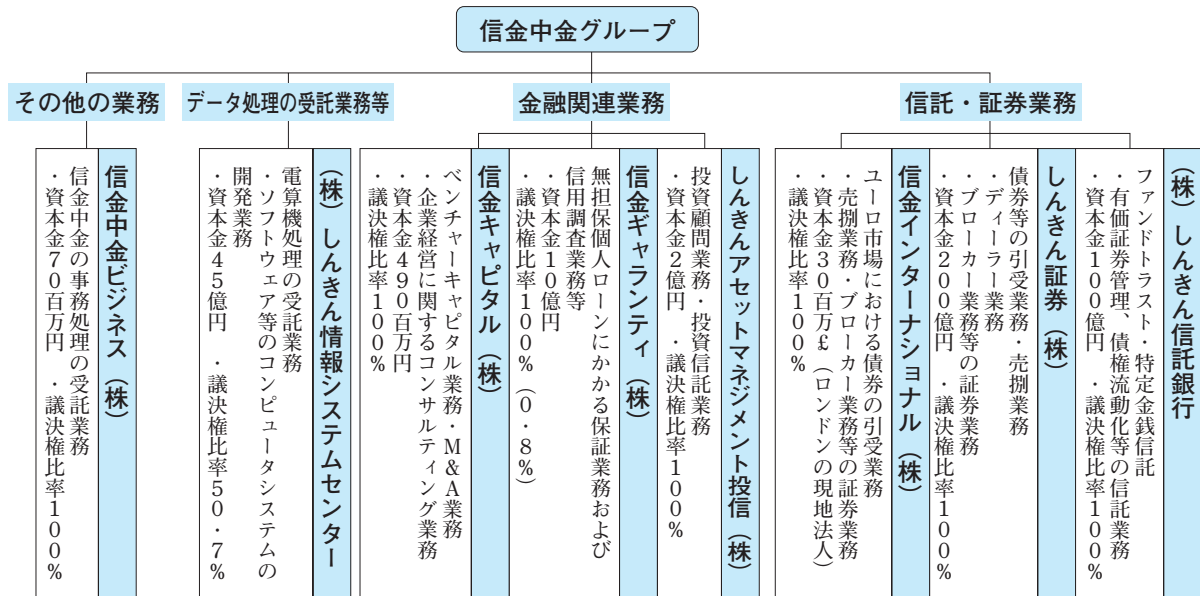 信金中金グループ
信託・証券業務
(株)しんきん信託銀行
ファンドトラスト・特定金銭信託
・有価証券管理、債権流動化等の信託業務
・資本金100億円 ・議決権比率100%
しんきん証券(株)
債券等の引受業務・売捌業務
・ディーラー業務
・ブローカー業務等の証券業務
・資本金200億円 ・議決権比率100%
信金インターナショナル(株)
ユーロ市場における債券の引受業務
・売捌業務・ブローカー業務等の証券業務
・資本金30百万£(ロンドンの現地法人)
・議決権比率100%
金融関連業務
しんきんアセットマネジメント投信(株)
投資顧問業務・投資信託業務
・資本金2億円 ・議決権比率100%
信金ギャランティ(株)
無担保個人ローンにかかる保証業務および
信用調査業務等
・資本金10億円
・議決権比率100%(0・8%)
信金キャピタル(株)
ベンチャーキャピタル業務・M&A業務
・企業経営に関するコンサルティング業務
・資本金490百万円
・議決権比率100%
データ処理の受託業務等
(株)しんきん情報システムセンター
電算機処理の受託業務
・ソフトウェア等のコンピュータシステムの
開発業務
・資本金45億円 ・議決権比率50・7%
その他の業務
信金中金ビジネス(株)
信金中金の事務処理の受託業務
・資本金70百万円 ・議決権比率100%